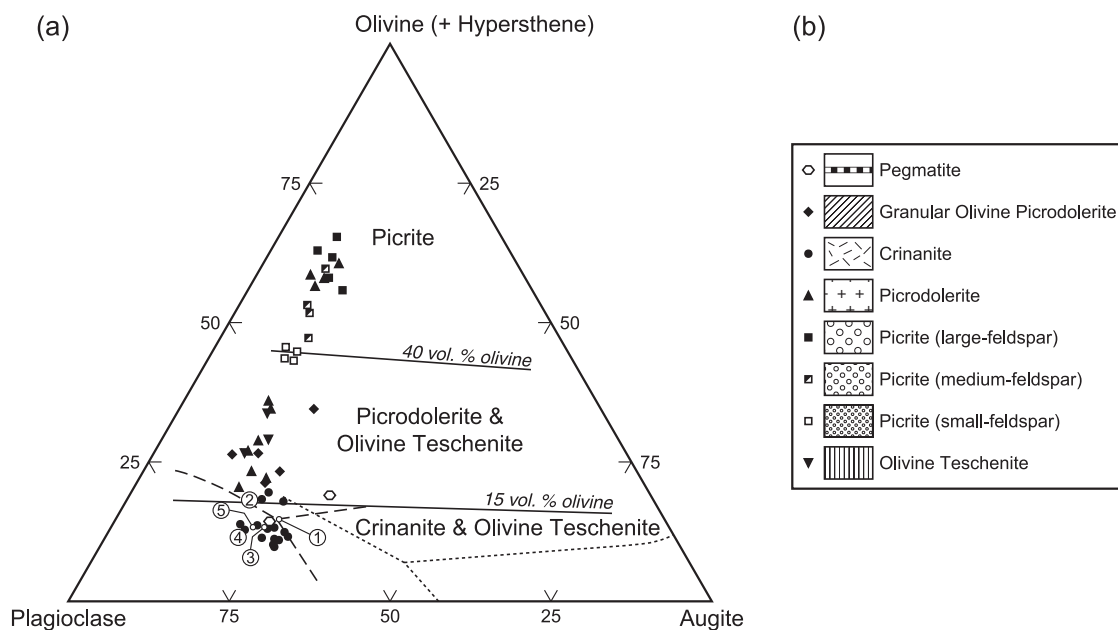 (a)
Olivine (+ Hypersthene)
(b)
75
25
Picrite
50
50
40 vol. % olivine
Picrodolerite &
Olivine Teschenite
25
75
15 vol. % olivine
Crinanite & Olivine Teschenite
2
5
4
3
1
Plagioclase
75
50
25
Augite
Pegmatite
Granular Olivine Picrodolerite
Crinanite
Picrodolerite
Picrite (large-feldspar)
Picrite (medium-feldspar)
Picrite (small-feldspar)
Olivine Teschenite